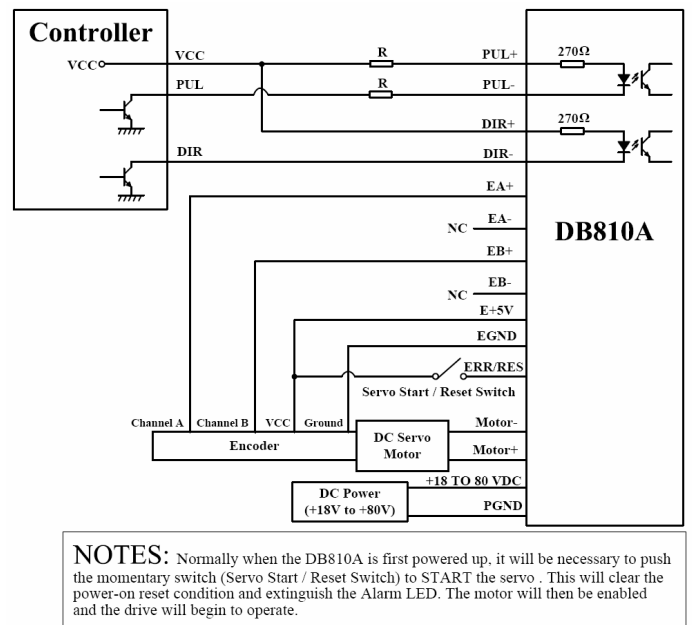 Controller
VCC
VCC
R
PUL+
270Ω
PUL
R
PUL-
DIR+
270Ω
DIR
DIR-
EA+
EA-
NC
DB810A
EB+
EB-
NC
E+5V
EGND
ERR/RES
Servo Start / Reset Switch
Channel A Channel B VCC Ground
Motor-
Encoder
DC Servo
Motor
Motor+
+18 TO 80 VDC
DC Power
(+18V to +80V)
PGND
NOTES: Normally when the DB810A is first powered up, it will be necessary to push
the momentary switch (Servo Start / Reset Switch) to START the servo . This will clear the
power-on reset condition and extinguish the Alarm LED. The motor will then be enabled
and the drive will begin to operate.